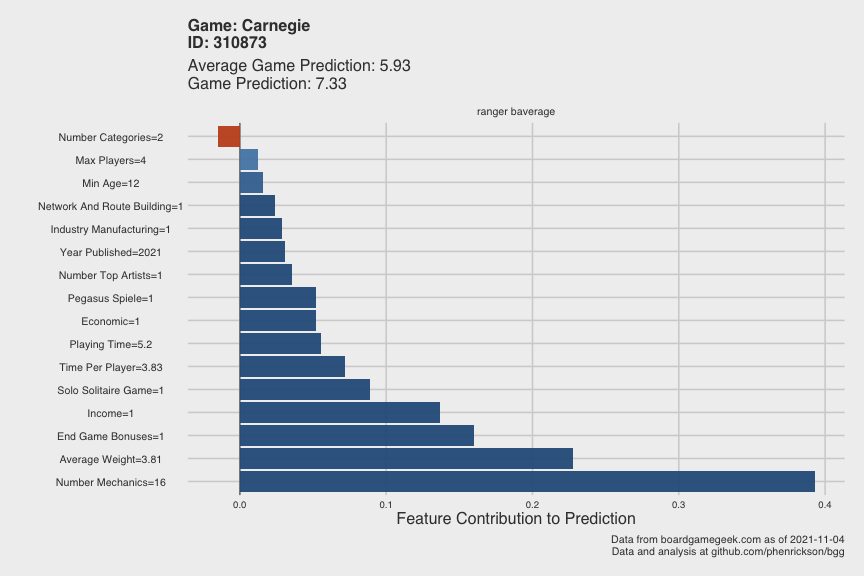 Game: Carnegie
ID: 310873
Average Game Prediction: 5.93
Game Prediction: 7.33
ranger baverage
Number Categories=2
Max Players=4
Min Age=12
Network And Route Building=1
Industry Manufacturing=1
Year Published=2021
Number Top Artists=1
Pegasus Spiele=1
Economic=1
Playing Time=5.2
Time Per Player=3.83
Solo Solitaire Game=1
Income=1
End Game Bonuses=1
Average Weight=3.81
Number Mechanics=16
0.0 0.1 0.2 0.3 0.4
Feature Contribution to Prediction
Data from boardgamegeek.com as of 2021-11-04
Data and analysis at github.com/phenrickson/bgg